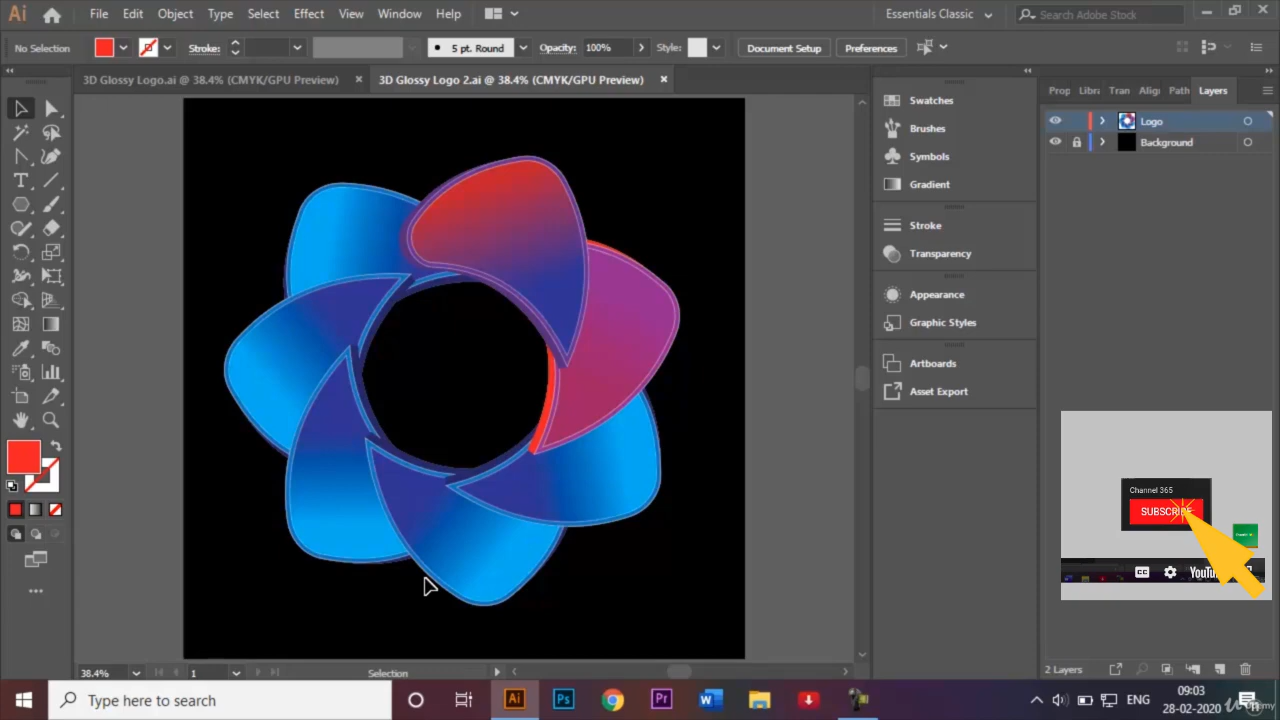 Ai File Edit Object Type Select Effect View Window Help Essentials Classic Search Adobe Stock
No Selection Stroke: 5 pt. Round Opacity: 100% Style: Document Setup Preferences
3D Glossy Logo.ai @ 38.4% (CMYK/GPU Preview) × 3D Glossy Logo 2.ai @ 38.4% (CMYK/GPU Preview) ×
Swatches
Brushes
Symbols
Gradient
Stroke
Transparency
Appearance
Graphic Styles
Artboards
Asset Export
Prop Libra Tran Alig Path Layers
Logo
Background
Channel 365
SUBSCRIBE
CC
2 Layers
38.4% 1 Selection
Type here to search
Ai Ps Pr W
ENG
09:03
28-02-2020